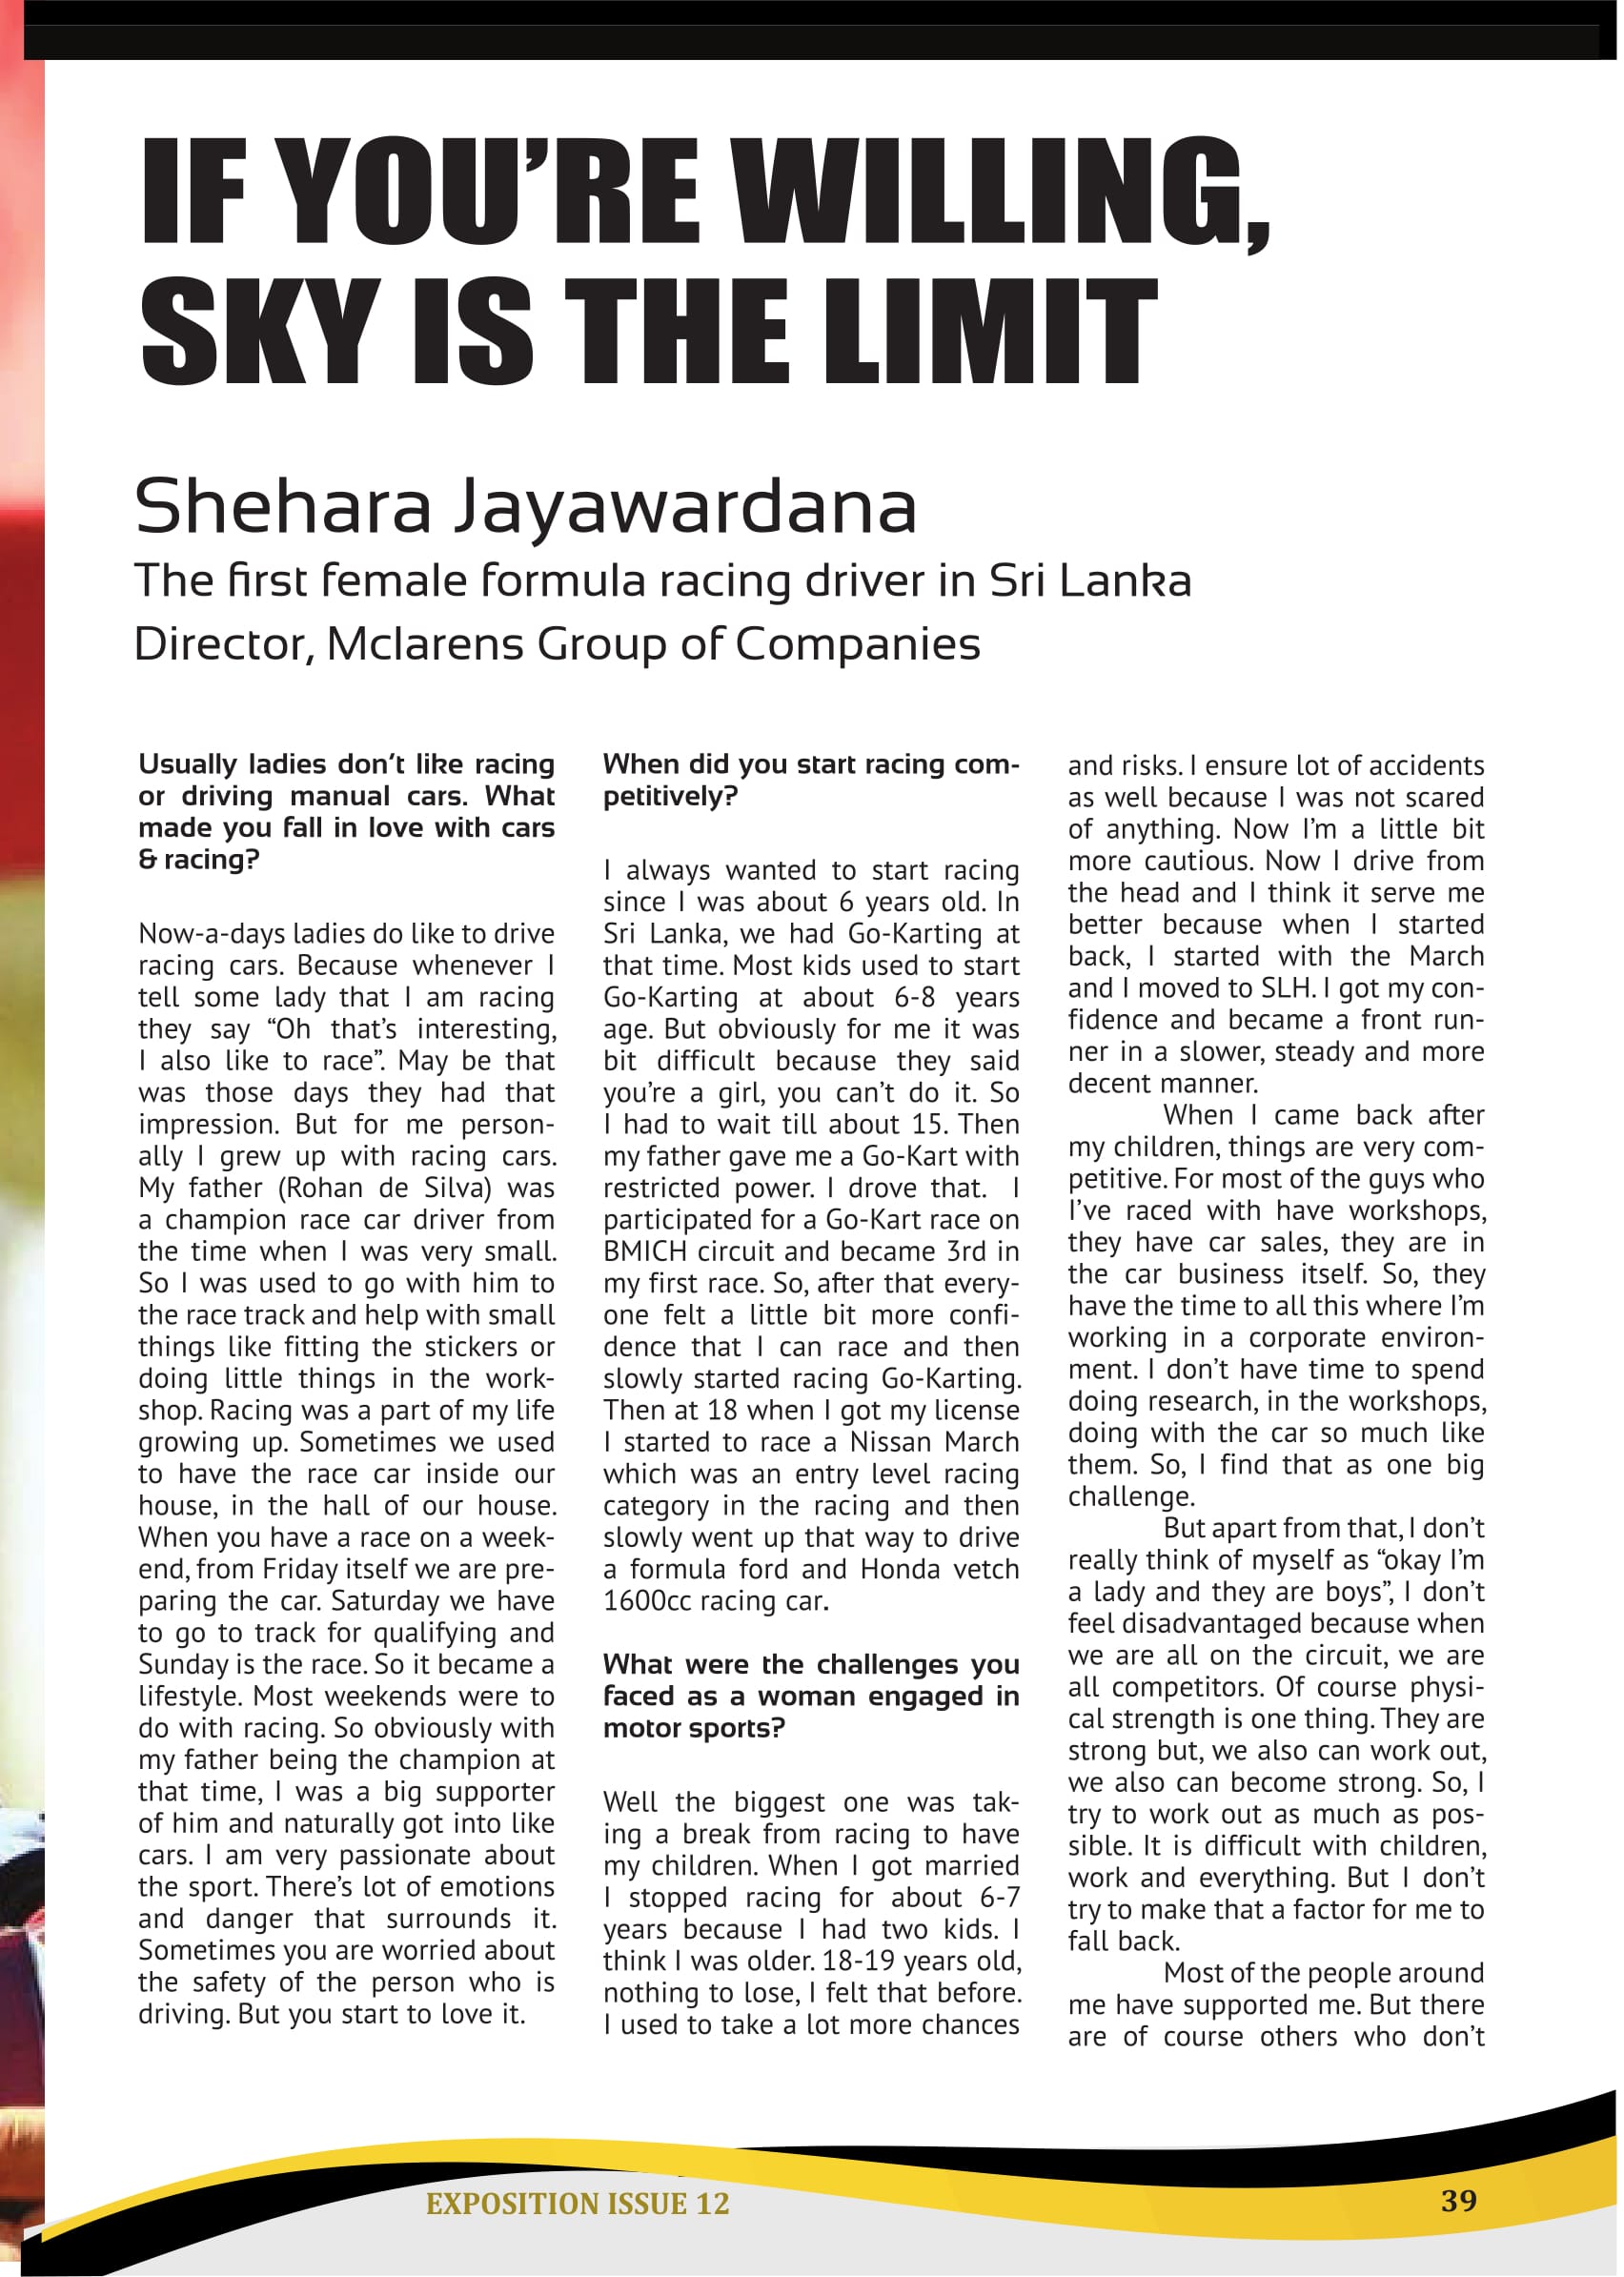 IF YOU’RE WILLING,
SKY IS THE LIMIT
Shehara Jayawardana
The first female formula racing driver in Sri Lanka
Director, Mclarens Group of Companies
Usually ladies don’t like racing
or driving manual cars. What
made you fall in love with cars
& racing?
Now-a-days ladies do like to drive
racing cars. Because whenever I
tell some lady that I am racing
they say “Oh that’s interesting,
I also like to race”. May be that
was those days they had that
impression. But for me person-
ally I grew up with racing cars.
My father (Rohan de Silva) was
a champion race car driver from
the time when I was very small.
So I was used to go with him to
the race track and help with small
things like fitting the stickers or
doing little things in the work-
shop. Racing was a part of my life
growing up. Sometimes we used
to have the race car inside our
house, in the hall of our house.
When you have a race on a week-
end, from Friday itself we are pre-
paring the car. Saturday we have
to go to track for qualifying and
Sunday is the race. So it became a
lifestyle. Most weekends were to
do with racing. So obviously with
my father being the champion at
that time, I was a big supporter
of him and naturally got into like
cars. I am very passionate about
the sport. There’s lot of emotions
and danger that surrounds it.
Sometimes you are worried about
the safety of the person who is
driving. But you start to love it.
When did you start racing com-
petitively?
I always wanted to start racing
since I was about 6 years old. In
Sri Lanka, we had Go-Karting at
that time. Most kids used to start
Go-Karting at about 6-8 years
age. But obviously for me it was
bit difficult because they said
you’re a girl, you can’t do it. So
I had to wait till about 15. Then
my father gave me a Go-Kart with
restricted power. I drove that. I
participated for a Go-Kart race on
BMICH circuit and became 3rd in
my first race. So, after that every-
one felt a little bit more confi-
dence that I can race and then
slowly started racing Go-Karting.
Then at 18 when I got my license
I started to race a Nissan March
which was an entry level racing
category in the racing and then
slowly went up that way to drive
a formula ford and Honda vetch
1600cc racing car.
What were the challenges you
faced as a woman engaged in
motor sports?
Well the biggest one was tak-
ing a break from racing to have
my children. When I got married
I stopped racing for about 6-7
years because I had two kids. I
think I was older. 18-19 years old,
nothing to lose, I felt that before.
I used to take a lot more chances
and risks. I ensure lot of accidents
as well because I was not scared
of anything. Now I’m a little bit
more cautious. Now I drive from
the head and I think it serve me
better because when I started
back, I started with the March
and I moved to SLH. I got my con-
fidence and became a front run-
ner in a slower, steady and more
decent manner.
When I came back after
my children, things are very com-
petitive. For most of the guys who
I’ve raced with have workshops,
they have car sales, they are in
the car business itself. So, they
have the time to all this where I’m
working in a corporate environ-
ment. I don’t have time to spend
doing research, in the workshops,
doing with the car so much like
them. So, I find that as one big
challenge.
But apart from that, I don’t
really think of myself as “okay I’m
a lady and they are boys”, I don’t
feel disadvantaged because when
we are all on the circuit, we are
all competitors. Of course physi-
cal strength is one thing. They are
strong but, we also can work out,
we also can become strong. So, I
try to work out as much as pos-
sible. It is difficult with children,
work and everything. But I don’t
try to make that a factor for me to
fall back.
Most of the people around
me have supported me. But there
are of course others who don’t
EXPOSITION ISSUE 12
39